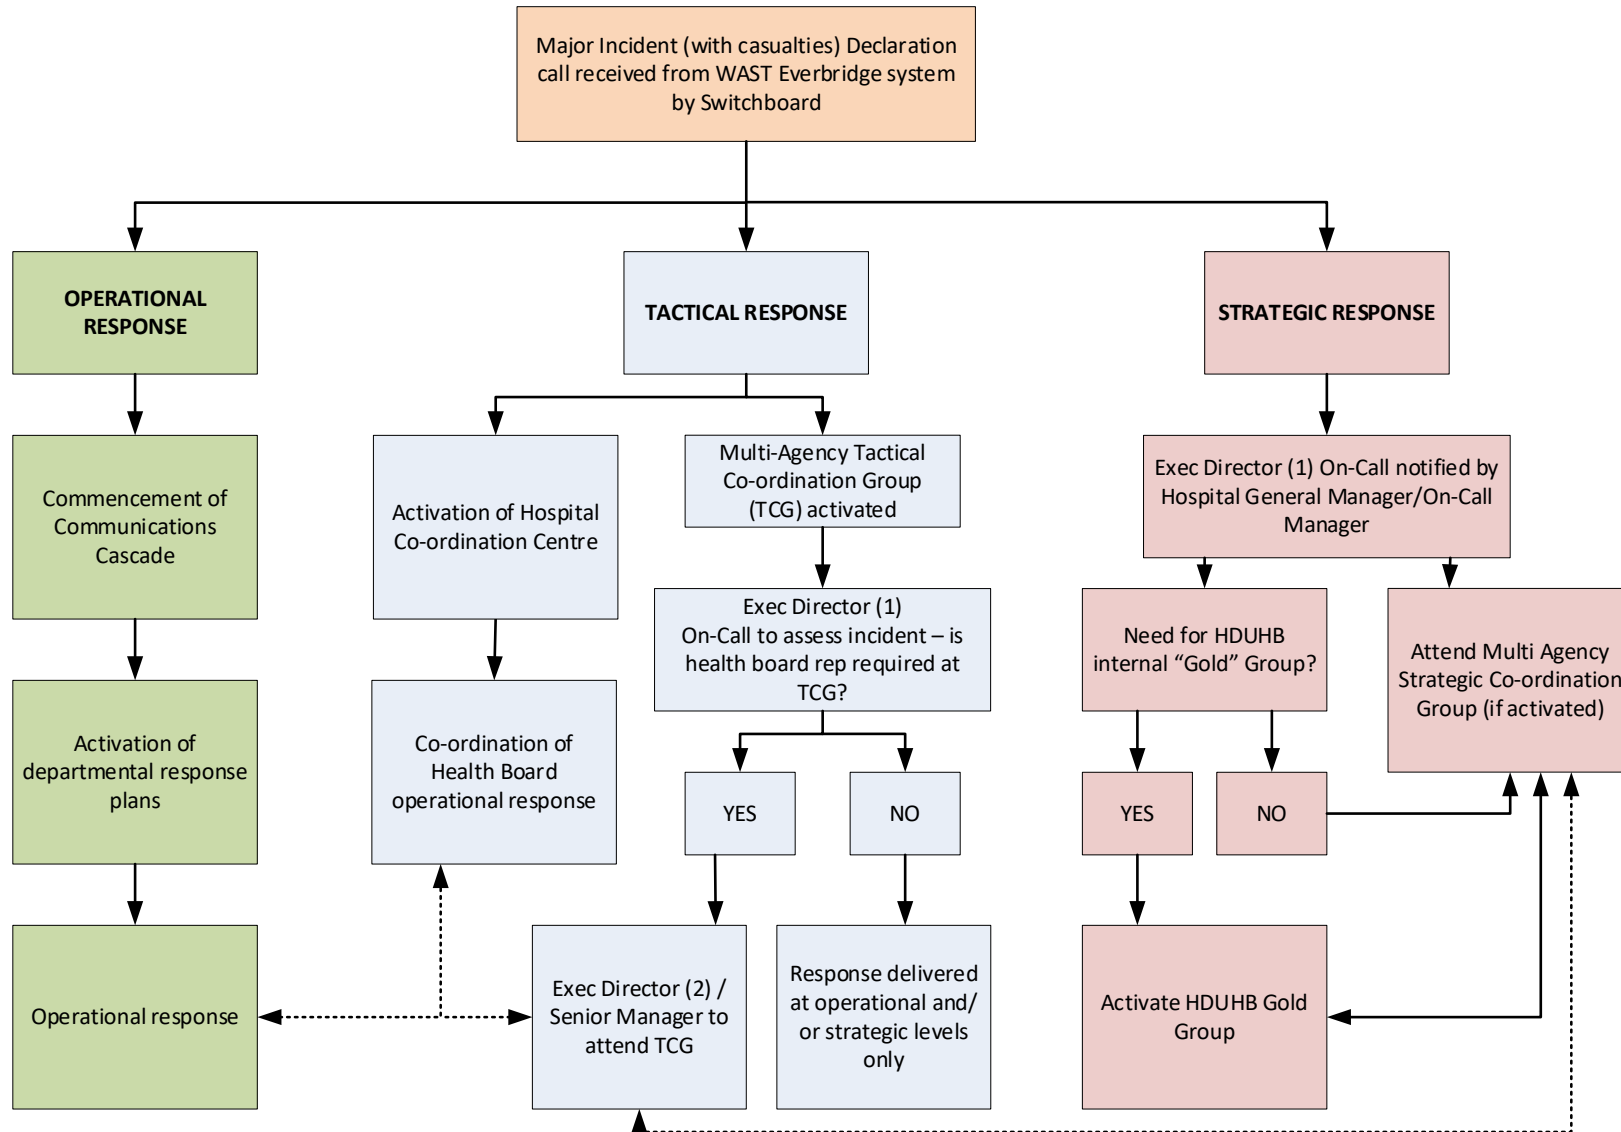 Major Incident (with casualties) Declaration
call received from WAST Everbridge system
by Switchboard
OPERATIONAL
RESPONSE
TACTICAL RESPONSE
STRATEGIC RESPONSE
Commencement of
Communications
Cascade
Activation of Hospital
Co-ordination Centre
Multi-Agency Tactical
Co-ordination Group
(TCG) activated
Exec Director (1) On-Call notified by
Hospital General Manager/On-Call
Manager
Exec Director (1)
On-Call to assess incident – is
health board rep required at
TCG?
Need for HDUHB
internal “Gold” Group?
Attend Multi Agency
Strategic Co-ordination
Group (if activated)
Activation of
departmental response
plans
Co-ordination of
Health Board
operational response
YES
NO
YES
NO
Operational response
Exec Director (2) /
Senior Manager to
attend TCG
Response delivered
at operational and/
or strategic levels
only
Activate HDUHB Gold
Group